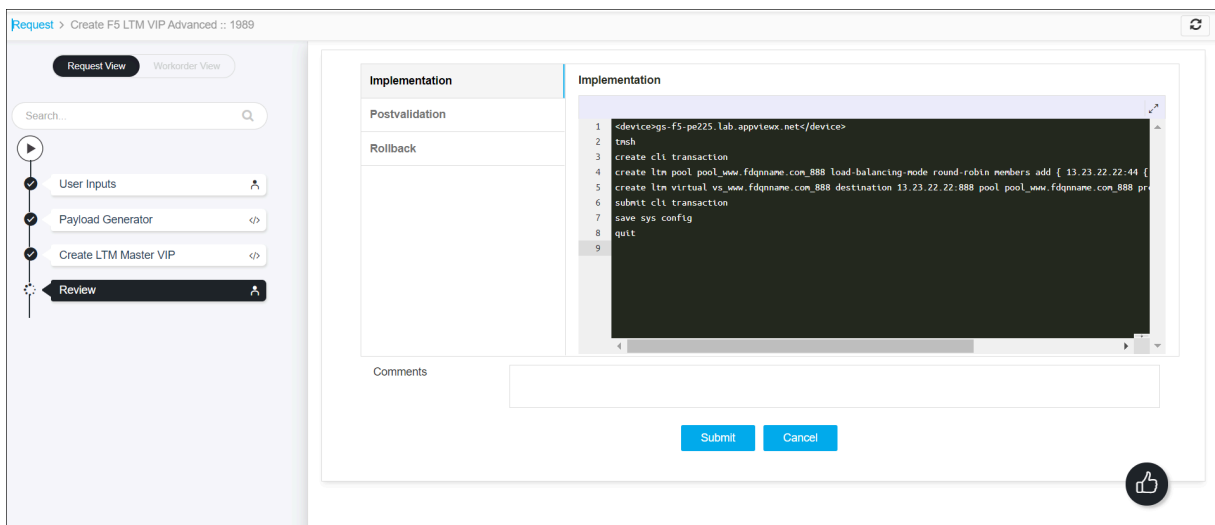 Request > Create F5 LTM VIP Advanced :: 1989
Request View Workorder View
Search...
User Inputs
Payload Generator </>
Create LTM Master VIP </>
Review
Implementation
Postvalidation
Rollback
Implementation
1 <device>gs-f5-pe225.lab.appviewx.net</device>
2 tmsh
3 create cli transaction
4 create ltm pool pool_www.fdqnname.com_888 load-balancing-mode round-robin members add { 13.23.22.22:44 {
5 create ltm virtual vs_www.fdqnname.com_888 destination 13.23.22.22:888 pool pool_www.fdqnname.com_888 pr
6 submit cli transaction
7 save sys config
8 quit
9
Comments
Submit Cancel